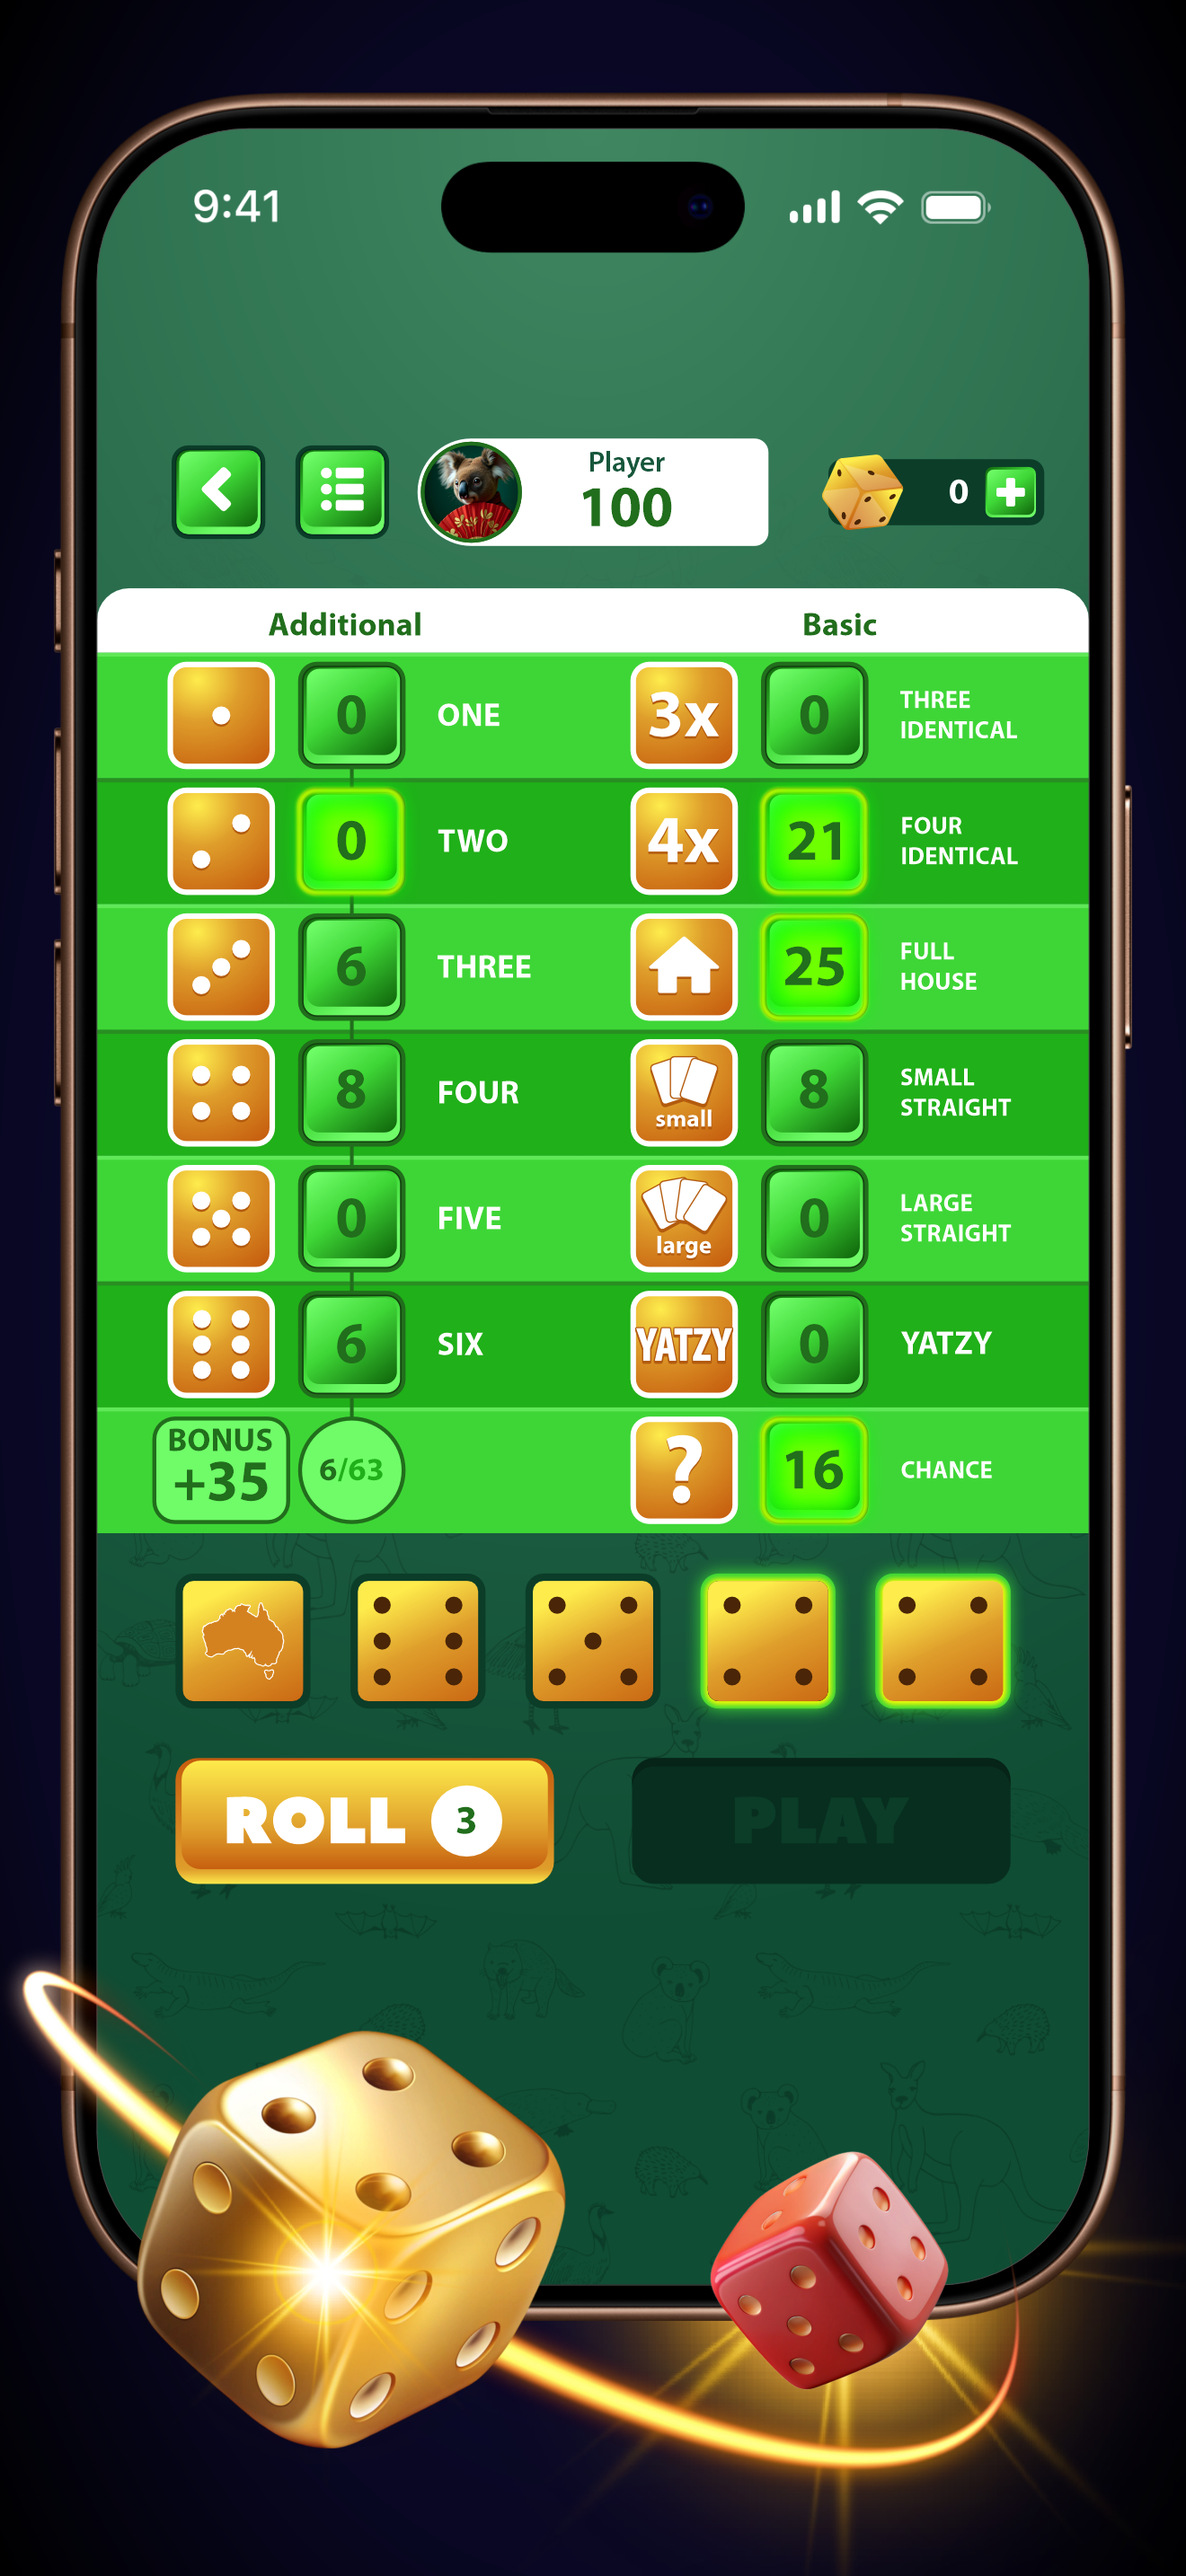 9:41
Player
100
0
Additional
Basic
0
ONE
3x
0
THREE
IDENTICAL
0
TWO
4x
21
FOUR
IDENTICAL
6
THREE
25
FULL
HOUSE
8
FOUR
small
8
SMALL
STRAIGHT
0
FIVE
large
0
LARGE
STRAIGHT
6
SIX
YATZY
0
YATZY
BONUS
+35
6/63
?
16
CHANCE
ROLL 3
PLAY